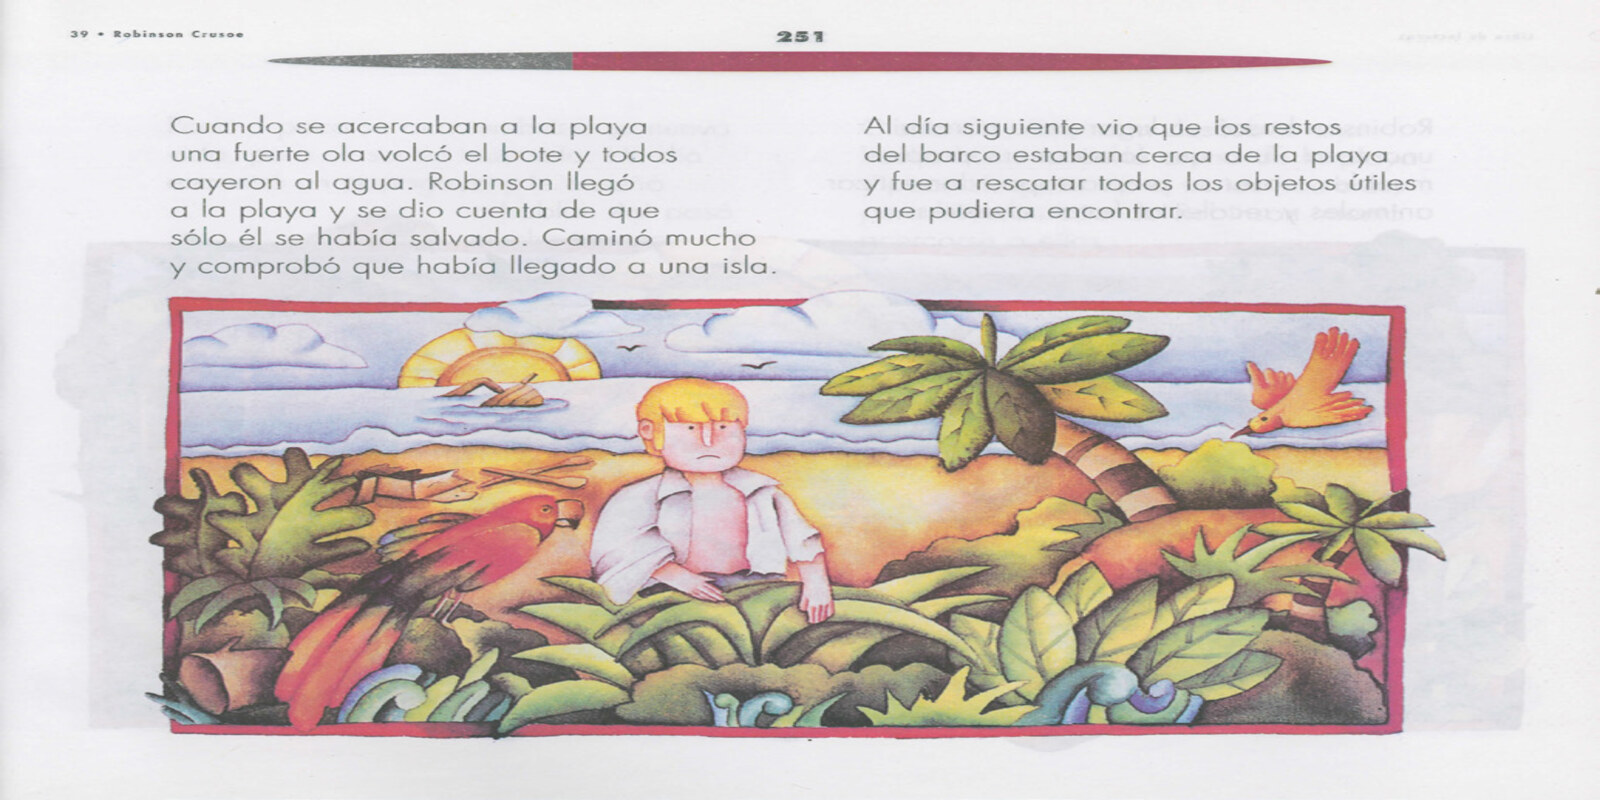 39 • Robinson Crusoe
251
Cuando se acercaban a la playa
una fuerte ola volcó el bote y todos
cayeron al agua. Robinson llegó
a la playa y se dio cuenta de que
sólo él se había salvado. Caminó mucho
y comprobó que había llegado a una isla.
Al día siguiente vio que los restos
del barco estaban cerca de la playa
y fue a rescatar todos los objetos útiles
que pudiera encontrar.